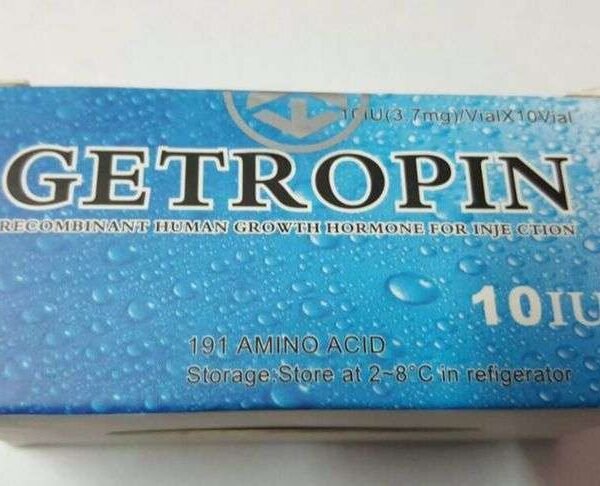 10IU(3.7mg)/VialX10Vial
GETROPIN
RECOMBINANT HUMAN GROWTH HORMONE FOR INJE CTION
10IU
191 AMINO ACID
Storage:Store at 2~8°C in refigerator